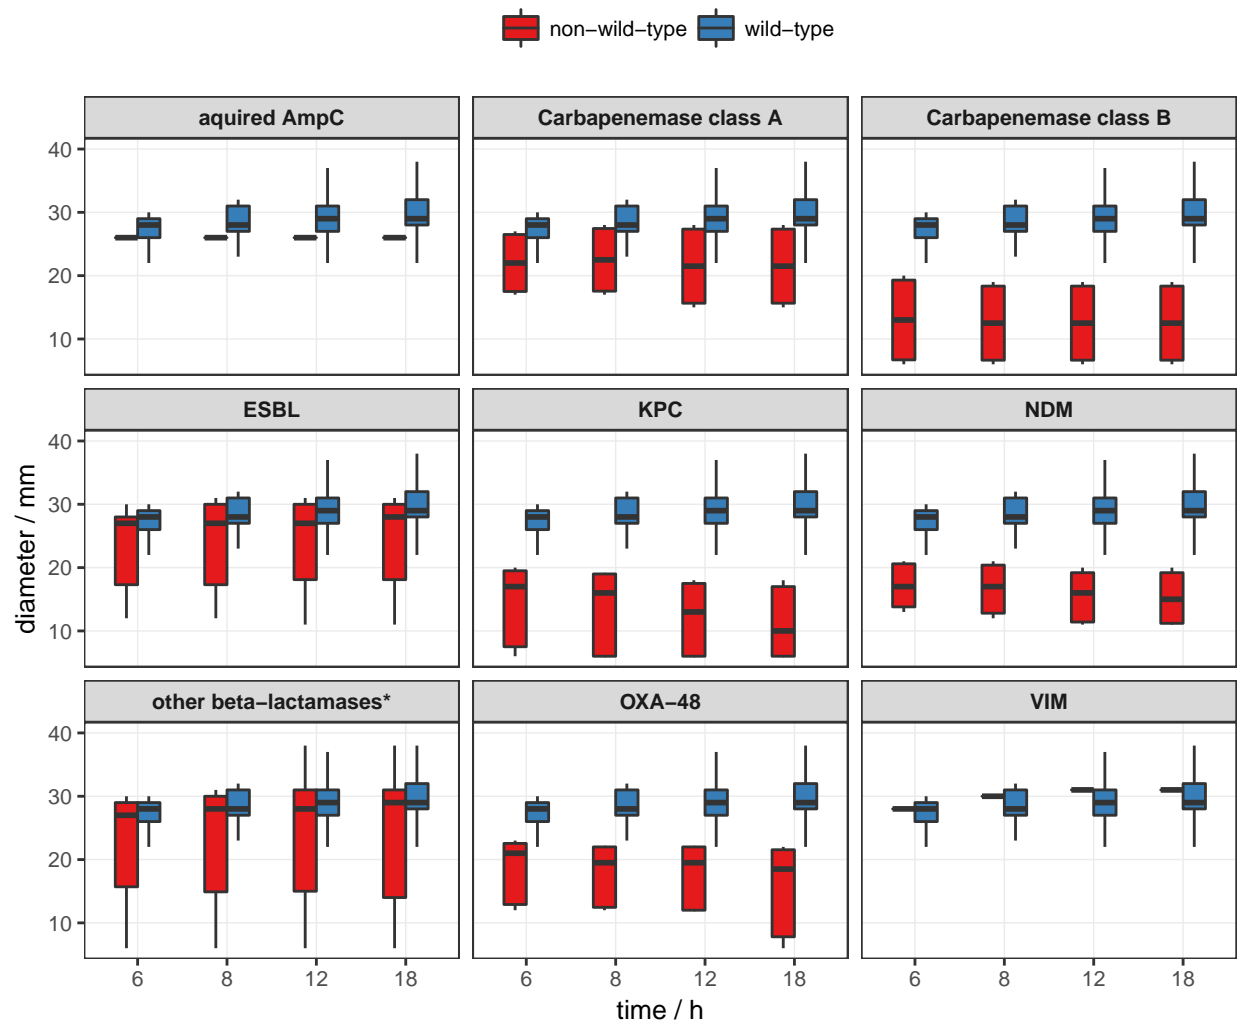 non−wild−type wild−type
aquired AmpC Carbapenemase class A Carbapenemase class B
40
30
20
10
ESBL KPC NDM
40
30
20
10
other beta−lactamases* OXA−48 VIM
40
30
20
10
6 8 12 18 6 8 12 18 6 8 12 18
diameter / mm
time / h